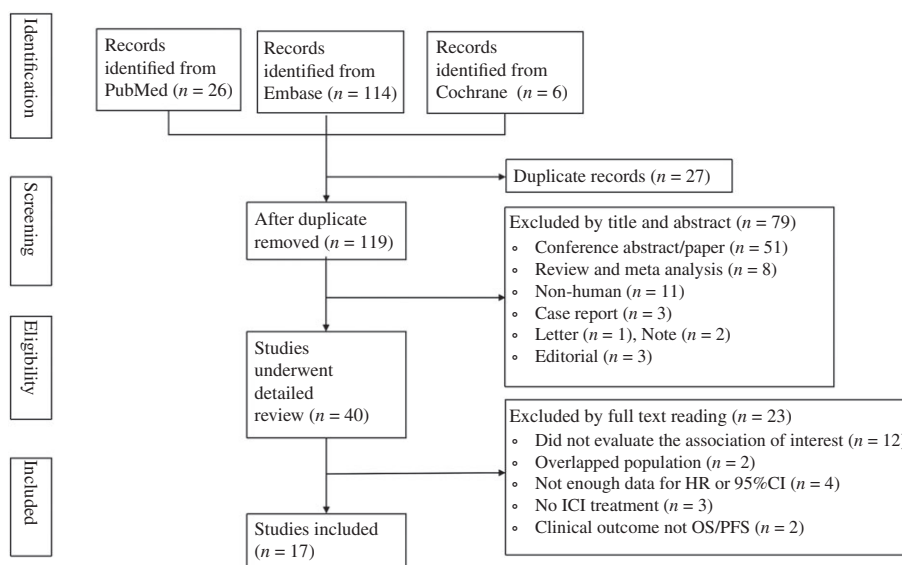 Identification
Records
identified from
PubMed (n = 26)
Records
identified from
Embase (n = 114)
Records
identified from
Cochrane (n = 6)
Screening
Duplicate records (n = 27)
After duplicate
removed (n = 119)
Excluded by title and abstract (n = 79)
∘ Conference abstract/paper (n = 51)
∘ Review and meta analysis (n = 8)
∘ Non-human (n = 11)
∘ Case report (n = 3)
∘ Letter (n = 1), Note (n = 2)
∘ Editorial (n = 3)
Eligibility
Studies
underwent
detailed
review (n = 40)
Excluded by full text reading (n = 23)
∘ Did not evaluate the association of interest (n = 12)
∘ Overlapped population (n = 2)
∘ Not enough data for HR or 95%CI (n = 4)
∘ No ICI treatment (n = 3)
∘ Clinical outcome not OS/PFS (n = 2)
Included
Studies included
(n = 17)